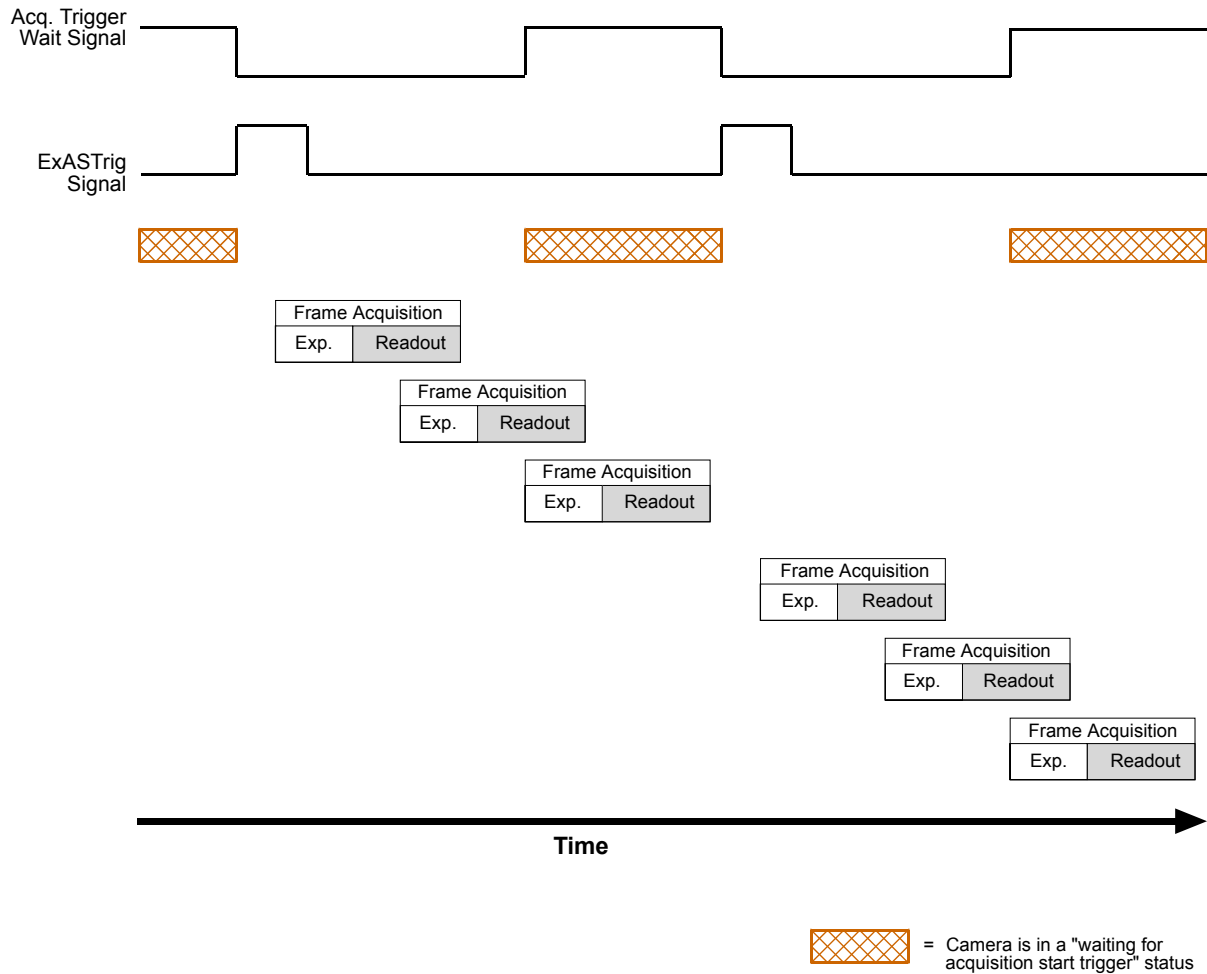 Acq. Trigger
Wait Signal
ExASTrig
Signal
Frame Acquisition
Exp. Readout
Frame Acquisition
Exp. Readout
Frame Acquisition
Exp. Readout
Frame Acquisition
Exp. Readout
Frame Acquisition
Exp. Readout
Frame Acquisition
Exp. Readout
Time
= Camera is in a "waiting for
acquisition start trigger" status